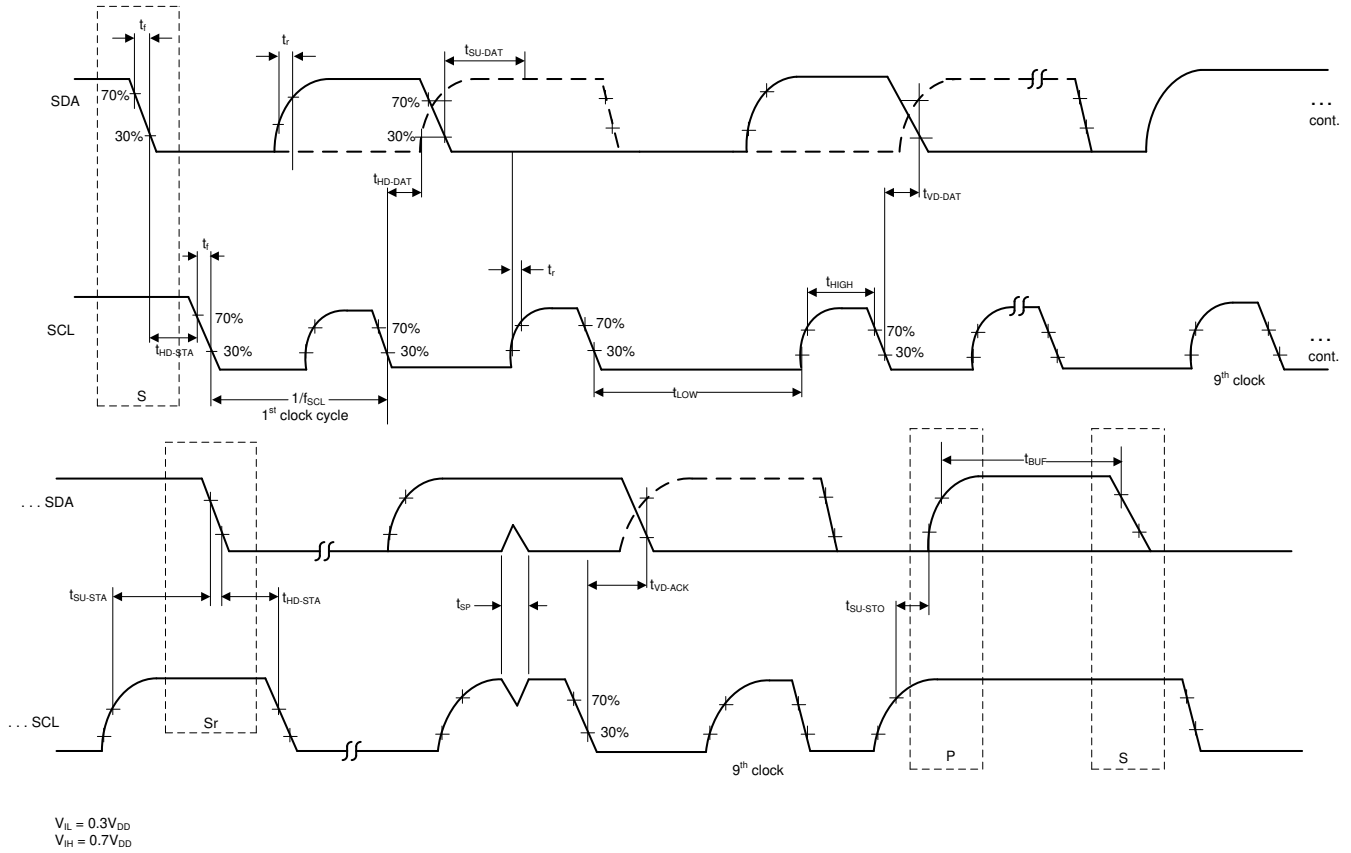 tf
tr
tSU-DAT
SDA
70%
30%
70%
30%
...
cont.
tHD-DAT
tVD-DAT
tf
tr
tHIGH
SCL
70%
30%
70%
30%
70%
30%
70%
30%
...
cont.
tHD-STA
S
1/fSCL
1st clock cycle
tLOW
9th clock
tBUF
... SDA
tSU-STA
tHD-STA
tSP
tVD-ACK
tSU-STO
... SCL
70%
30%
Sr
9th clock
P
S
VIL = 0.3VDD
VIH = 0.7VDD